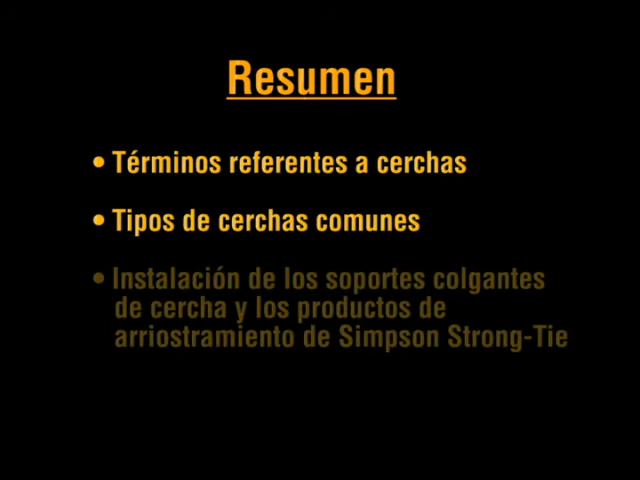 Resumen
• Términos referentes a cerchas
• Tipos de cerchas comunes
• Instalación de los soportes colgantes
de cercha y los productos de
arriostramiento de Simpson Strong-Tie